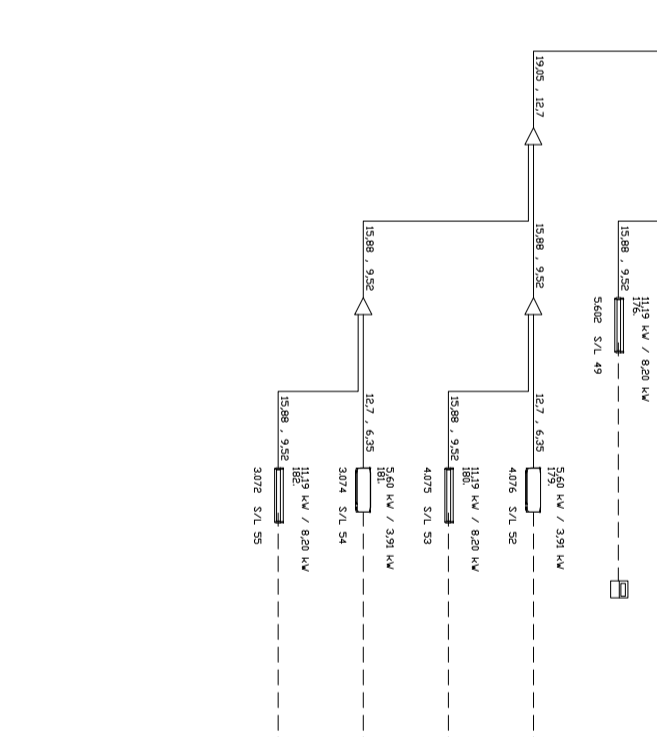 19,05 , 12,7
15,88 , 9,52
15,88 , 9,52
15,88 , 9,52
11,19 kW / 8,20 kW
176.
5.602 S/L 49
15,88 , 9,52
12,7 , 6,35
15,88 , 9,52
12,7 , 6,35
11,19 kW / 8,20 kW
182.
3.072 S/L 55
5,60 kW / 3,91 kW
181.
3.074 S/L 54
11,19 kW / 8,20 kW
180.
4.075 S/L 53
5,60 kW / 3,91 kW
179.
4.076 S/L 52